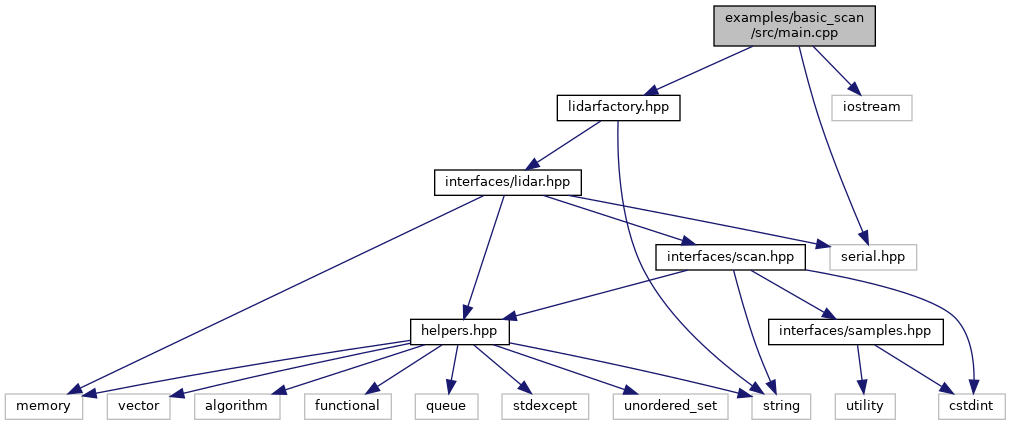 examples/basic_scan
/src/main.cpp
lidarfactory.hpp
iostream
interfaces/lidar.hpp
interfaces/scan.hpp
serial.hpp
helpers.hpp
interfaces/samples.hpp
memory
vector
algorithm
functional
queue
stdexcept
unordered_set
string
utility
cstdint